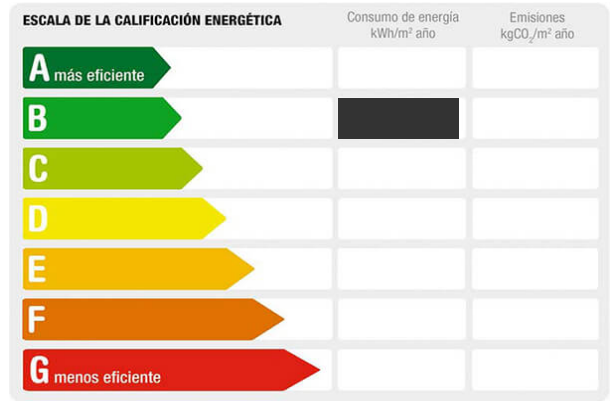 ESCALA DE LA CALIFICACIÓN ENERGÉTICA
Consumo de energía
kWh/m² año
Emisiones
kgCO₂/m² año
A más eficiente
B
C
D
E
F
G menos eficiente